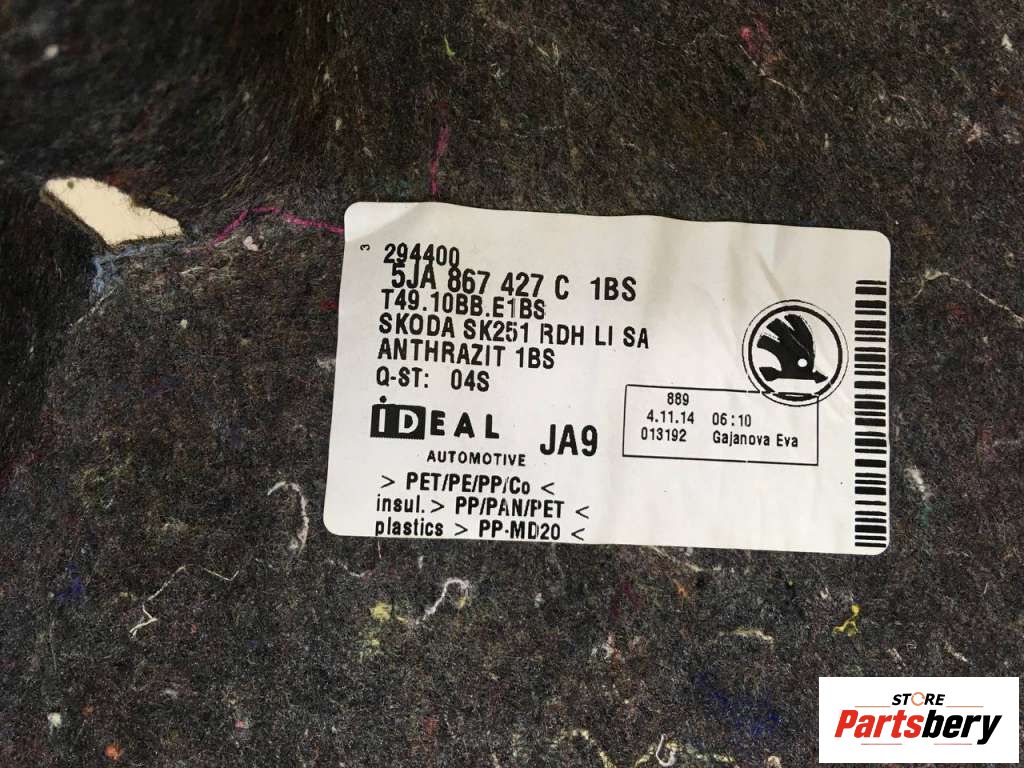 3
294400
5JA 867 427 C 1BS
T49.10BB.E1BS
SKODA SK251 RDH LI SA
ANTHRAZIT 1BS
Q-ST: 04S
iDEAL
AUTOMOTIVE
JA9
889
4.11.14 06:10
013192 Gajanova Eva
> PET/PE/PP/Co <
insul. > PP/PAN/PET <
plastics > PP-MD20 <
STORE
Partsbery